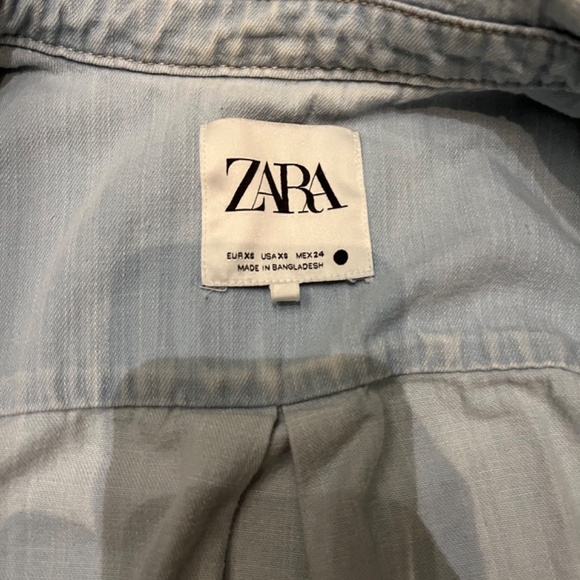 ZARA
EUR XS USA XS MEX 24
MADE IN BANGLADESH